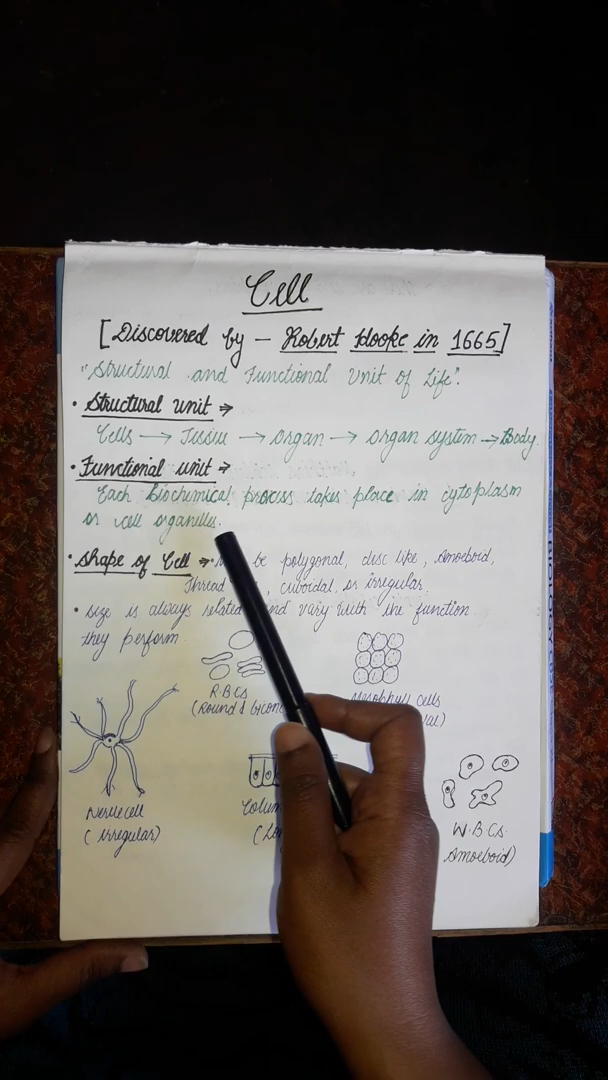 Cell
[Discovered by - Robert Hooke in 1665]
"Structural and Functional Unit of Life".
• Structural unit ⇒
Cells → Tissue → Organ → Organ system → Body.
• Functional unit ⇒
Each biochemical process takes place in cytoplasm
or cell organelles.
• Shape of Cell ⇒ be polygonal, disc like, Amoeboid,
Thread , cuboidal, or irregular.
• Size is always related and vary with the function
they perform.
R.B.Cs
(Round &
Mesophyll cells
Nerve cell
(irregular)
W.B.Cs.
Amoeboid)
BIOLOGY